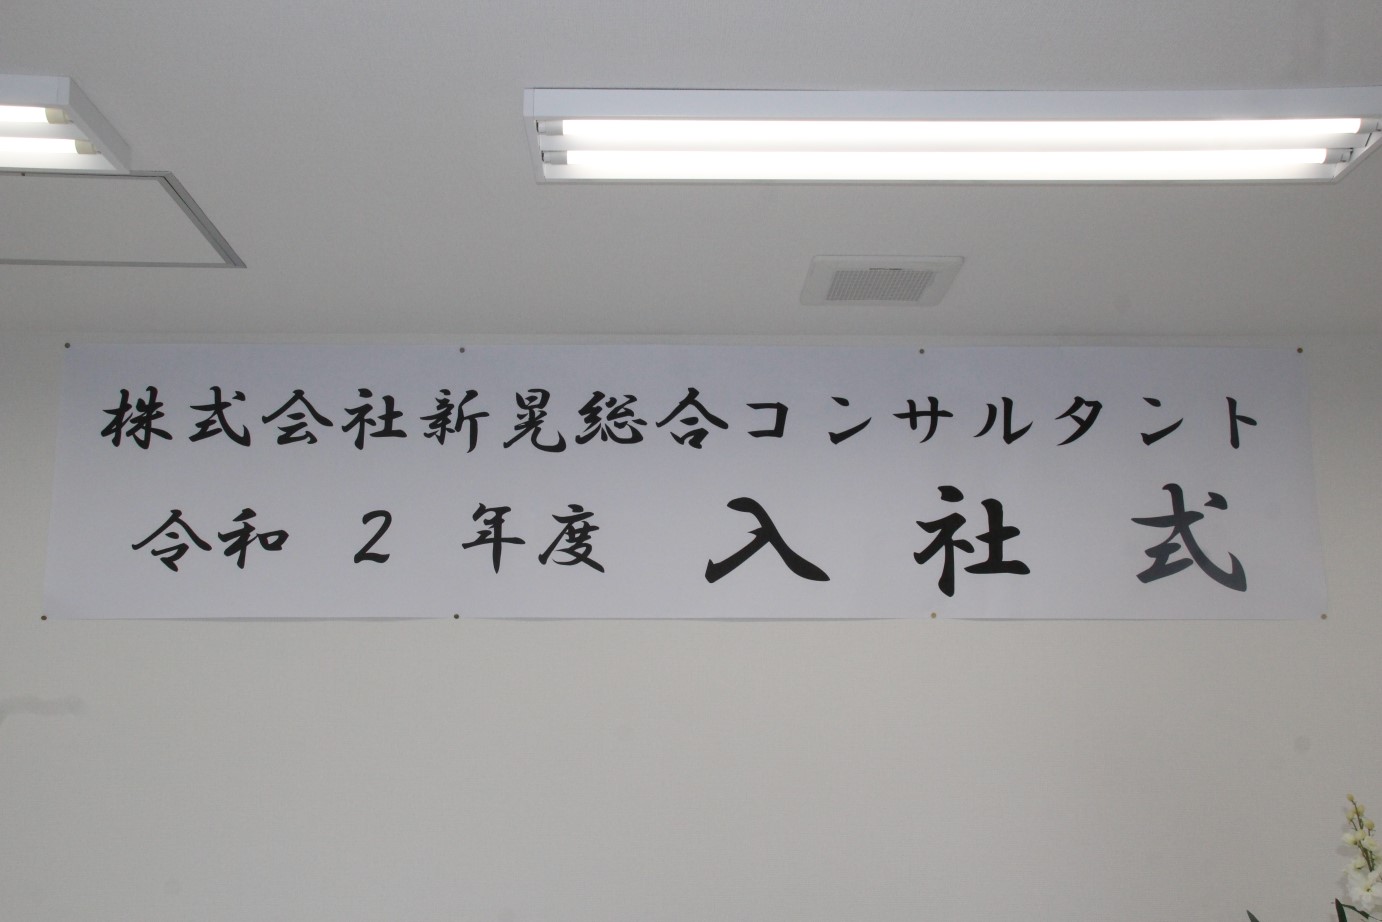 株式会社新晃総合コンサルタント
令和 2 年度 入社式